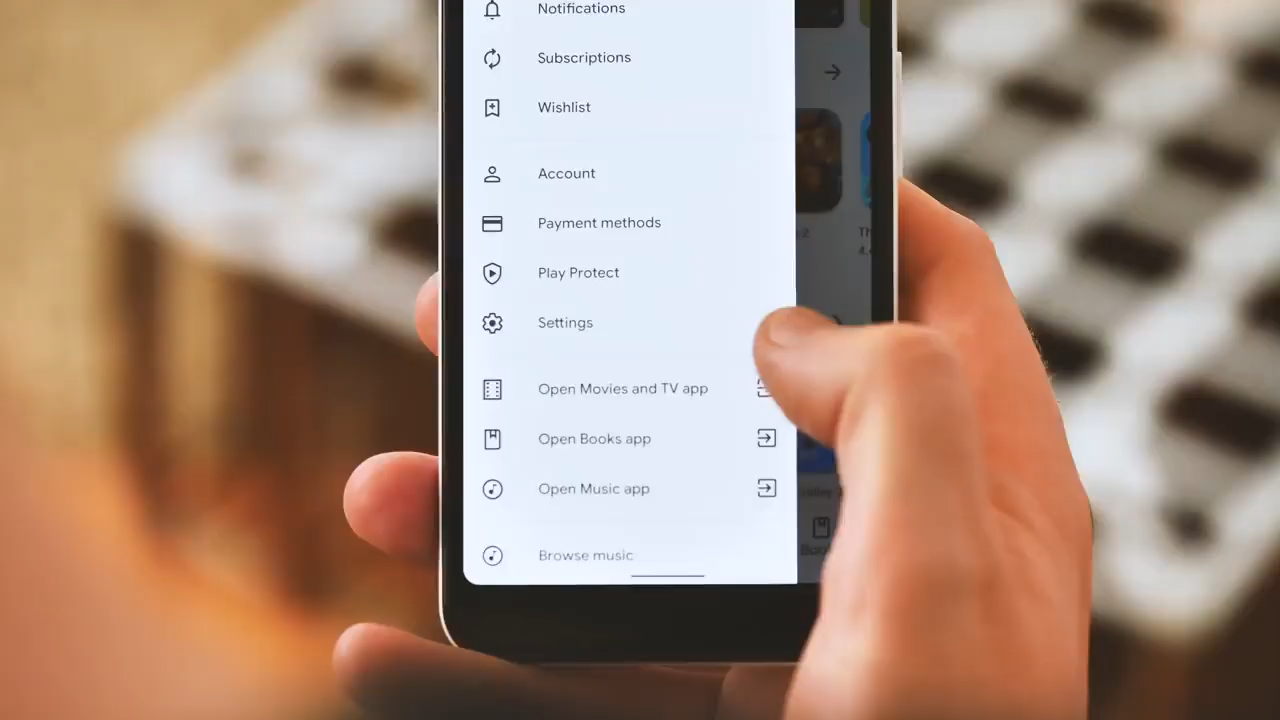 Notifications
Subscriptions
Wishlist
Account
Payment methods
Play Protect
Settings
Open Movies and TV app
Open Books app
Open Music app
Browse music